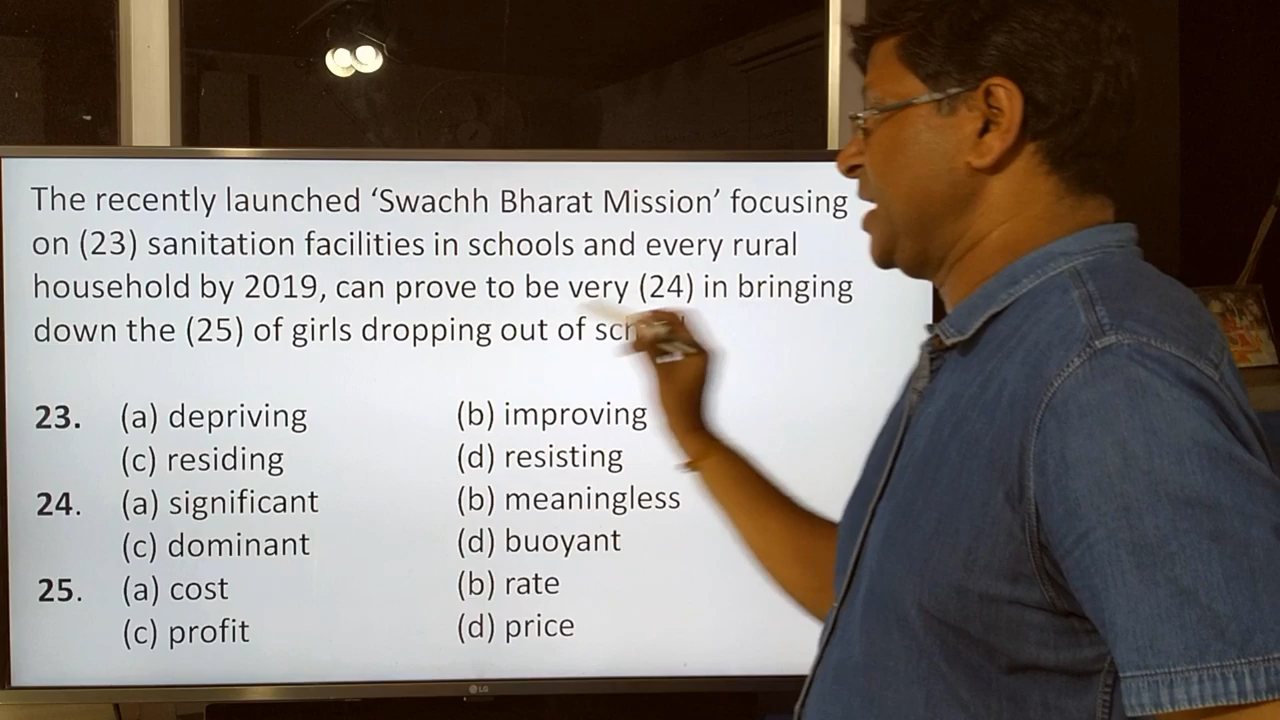 The recently launched ‘Swachh Bharat Mission’ focusing
on (23) sanitation facilities in schools and every rural
household by 2019, can prove to be very (24) in bringing
down the (25) of girls dropping out of
23. (a) depriving (b) improving
(c) residing (d) resisting
24. (a) significant (b) meaningless
(c) dominant (d) buoyant
25. (a) cost (b) rate
(c) profit (d) price
LG